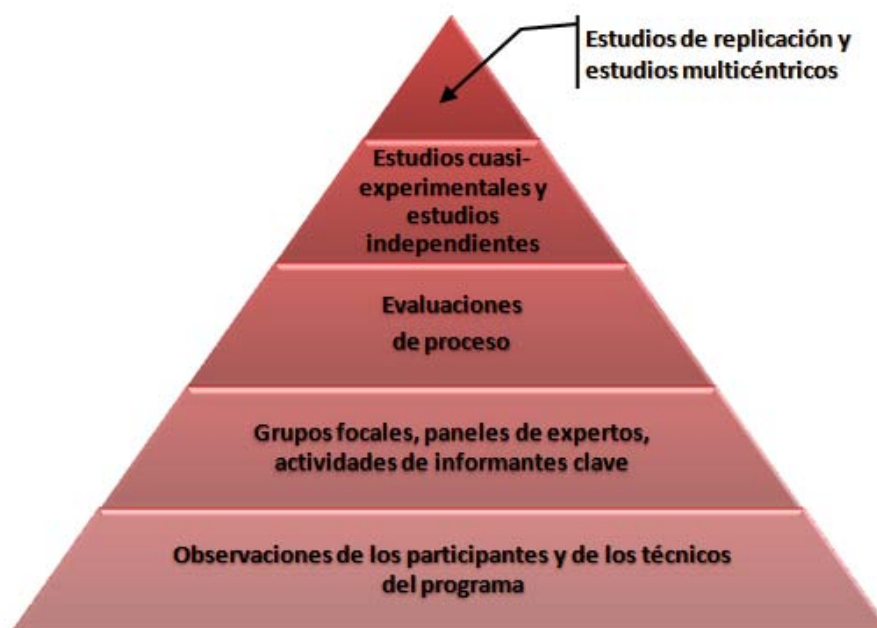 Estudios de replicación y
estudios multicéntricos
Estudios cuasi-
experimentales y
estudios
independientes
Evaluaciones
de proceso
Grupos focales, paneles de expertos,
actividades de informantes clave
Observaciones de los participantes y de los técnicos
del programa